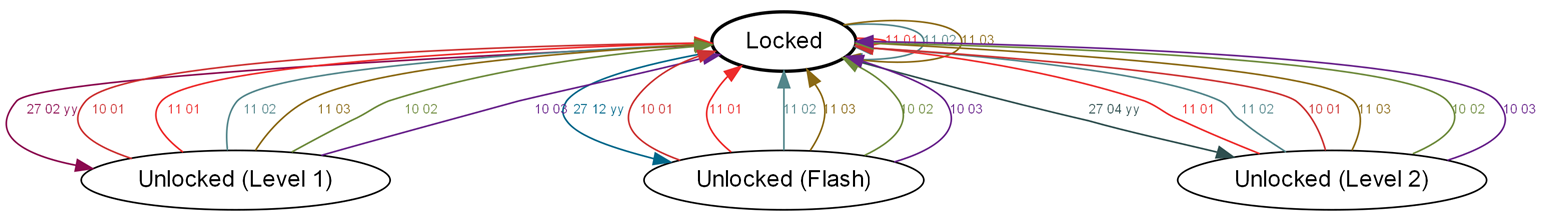 Locked
11 01 11 02 11 03
27 02 yy 10 01 11 01 11 02 11 03 10 02 10 03 27 12 yy 10 01 11 01 11 02 11 03 10 02 10 03 27 04 yy 11 01 11 02 10 01 11 03 10 02 10 03
Unlocked (Level 1) Unlocked (Flash) Unlocked (Level 2)